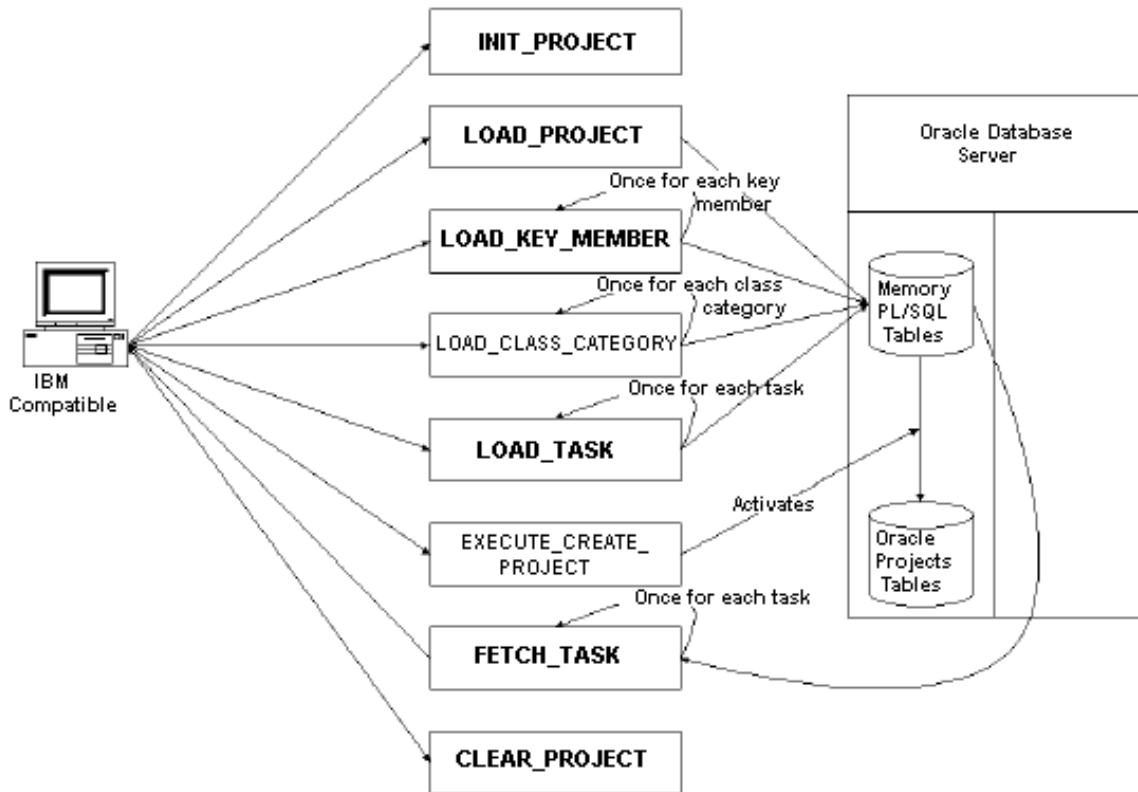 INIT_PROJECT
LOAD_PROJECT
Oracle Database
Server
Once for each key
member
LOAD_KEY_MEMBER
Once for each class
category
LOAD_CLASS_CATEGORY
Memory
PL/SQL
Tables
IBM
Compatible
Once for each task
LOAD_TASK
Activates
EXECUTE_CREATE_
PROJECT
Oracle
Projects
Tables
Once for each task
FETCH_TASK
CLEAR_PROJECT